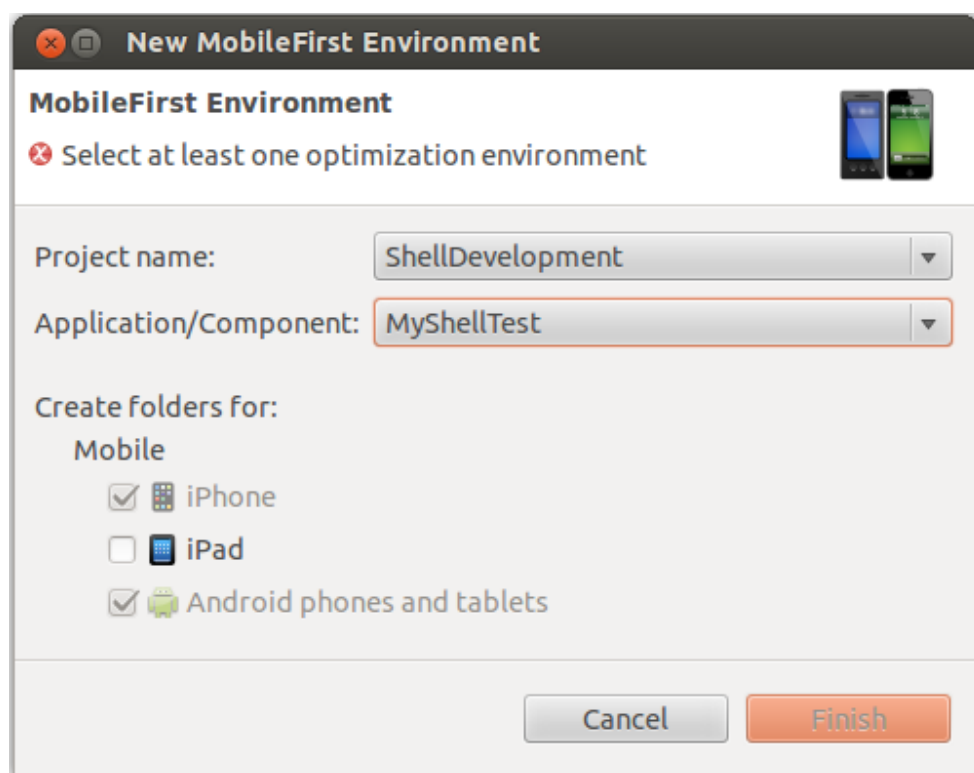 New MobileFirst Environment
MobileFirst Environment
Select at least one optimization environment
Project name: ShellDevelopment
Application/Component: MyShellTest
Create folders for:
Mobile
iPhone
iPad
Android phones and tablets
Cancel Finish